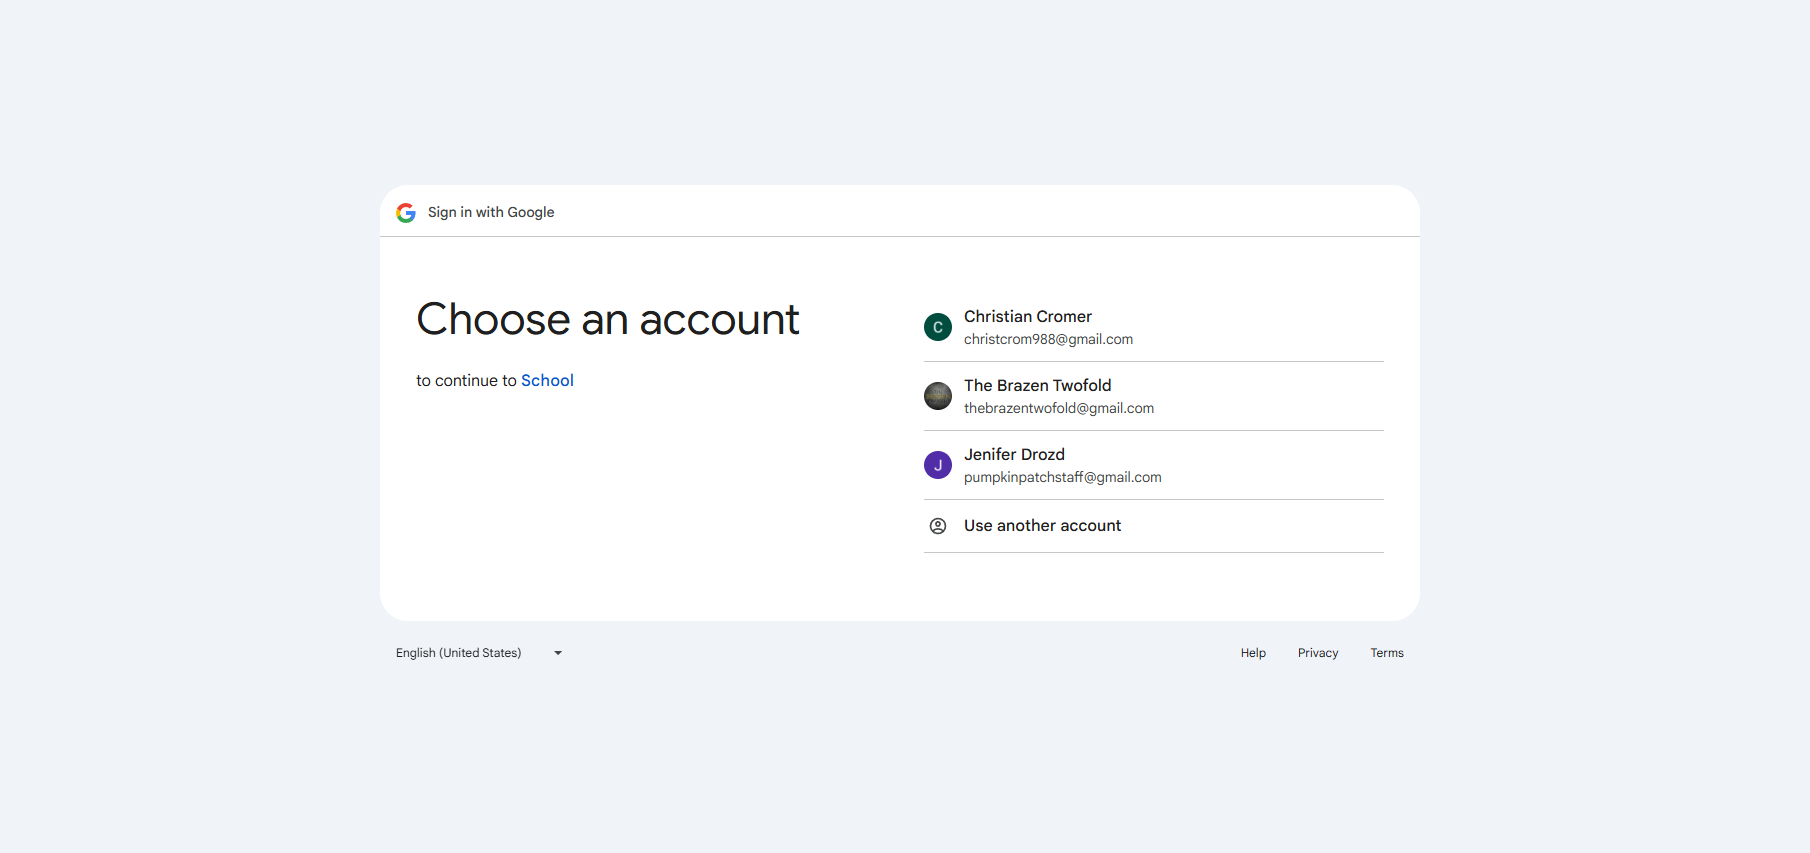 Sign in with Google
Choose an account
to continue to School
C
Christian Cromer
christcrom988@gmail.com
The Brazen Twofold
thebrazentwofold@gmail.com
J
Jenifer Drozd
pumpkinpatchstaff@gmail.com
Use another account
English (United States)
Help
Privacy
Terms